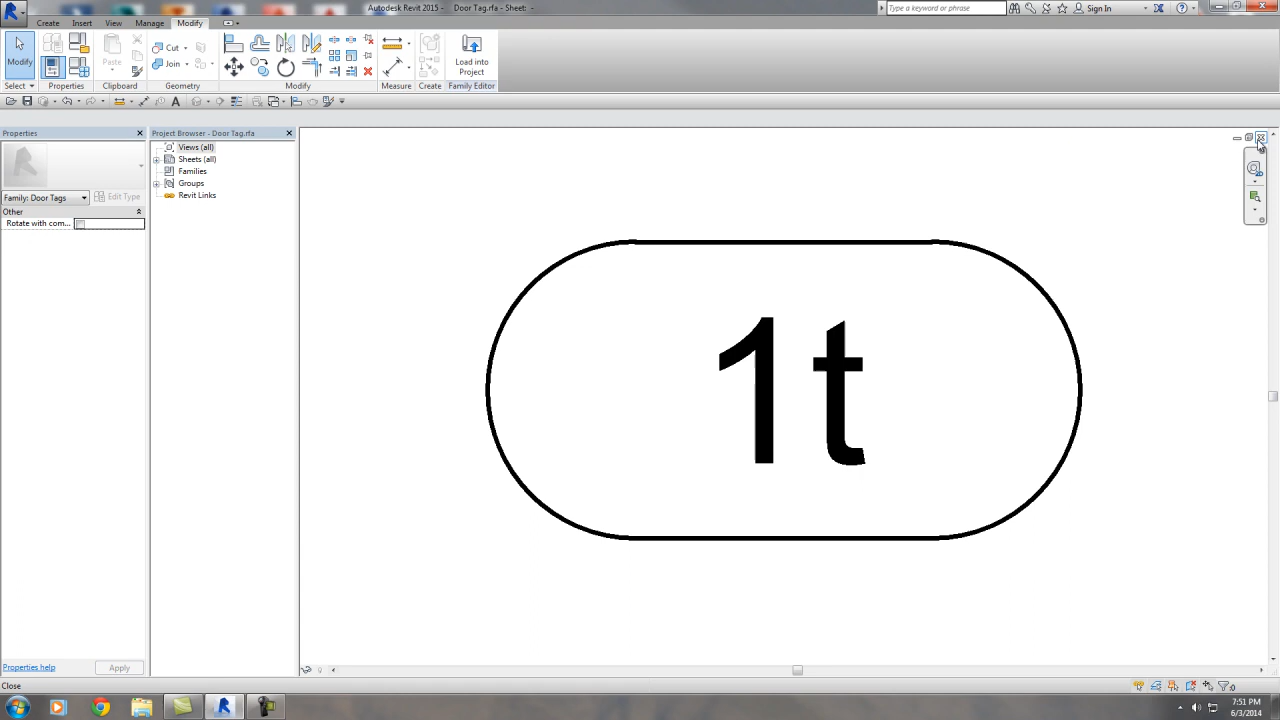 Autodesk Revit 2015 - Door Tag.rfa - Sheet: -
Type a keyword or phrase
Sign In
Create Insert View Manage Modify
Modify
Paste
Cut
Join
Load into
Project
Select Properties Clipboard Geometry Modify Measure Create Family Editor
Properties
Project Browser - Door Tag.rfa
Views (all)
Sheets (all)
Families
Groups
Revit Links
Family: Door Tags
Edit Type
Other
Rotate with com...
1t
Properties help
Apply
Close
:0
7:51 PM
6/3/2014